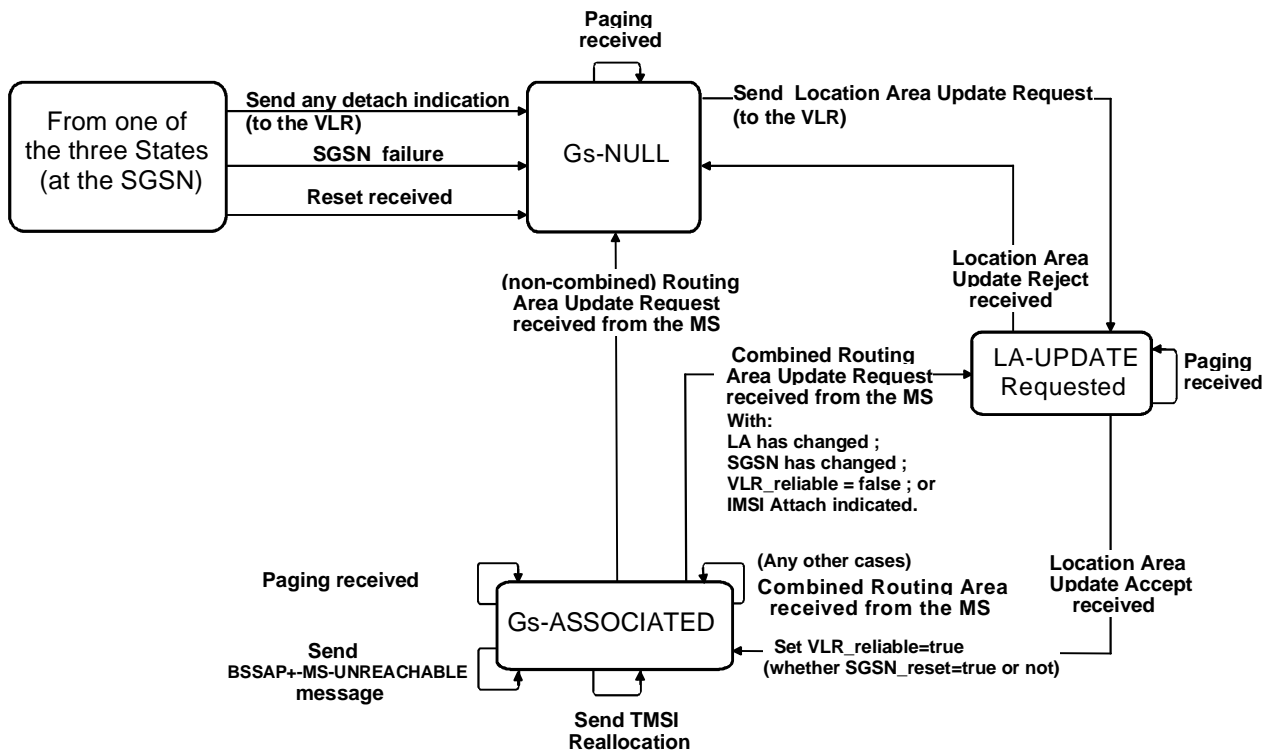 Paging
received
From one of
the three States
(at the SGSN)
Send any detach indication
(to the VLR)
SGSN failure
Reset received
Gs-NULL
Send Location Area Update Request
(to the VLR)
(non-combined) Routing
Area Update Request
received from the MS
Location Area
Update Reject
received
LA-UPDATE
Requested
Paging
received
Combined Routing
Area Update Request
received from the MS
With:
LA has changed ;
SGSN has changed ;
VLR_reliable = false ; or
IMSI Attach indicated.
Paging received
Gs-ASSOCIATED
(Any other cases)
Combined Routing Area
received from the MS
Location Area
Update Accept
received
Set VLR_reliable=true
(whether SGSN_reset=true or not)
Send
BSSAP+-MS-UNREACHABLE
message
Send TMSI
Reallocation